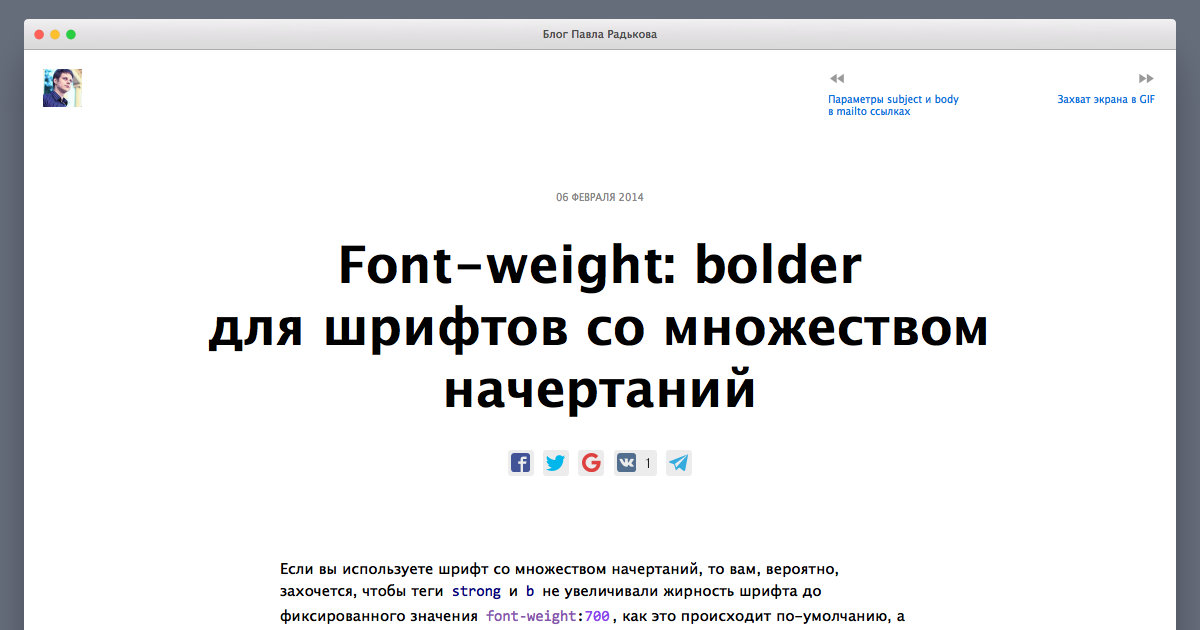 Блог Павла Радькова
Параметры subject и body
в mailto ссылках
Захват экрана в GIF
06 ФЕВРАЛЯ 2014
Font-weight: bolder
для шрифтов со множеством
начертаний
1
Если вы используете шрифт со множеством начертаний, то вам, вероятно,
захочется, чтобы теги strong и b не увеличивали жирность шрифта до
фиксированного значения font-weight:700, как это происходит по-умолчанию, а